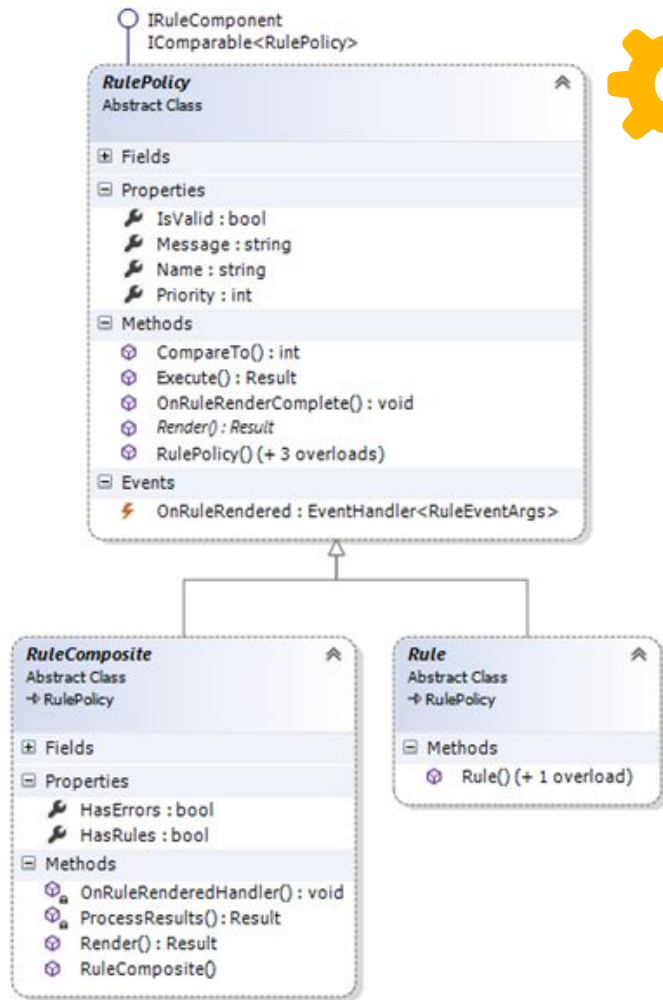 IRuleComponent
IComparable<RulePolicy>
RulePolicy
Abstract Class
Fields
Properties
IsValid : bool
Message : string
Name : string
Priority : int
Methods
CompareTo() : int
Execute() : Result
OnRuleRenderComplete() : void
Render() : Result
RulePolicy() (+ 3 overloads)
Events
OnRuleRendered : EventHandler<RuleEventArgs>
RuleComposite
Abstract Class
RulePolicy
Fields
Properties
HasErrors : bool
HasRules : bool
Methods
OnRuleRenderedHandler() : void
ProcessResults() : Result
Render() : Result
RuleComposite()
Rule
Abstract Class
RulePolicy
Methods
Rule() (+ 1 overload)